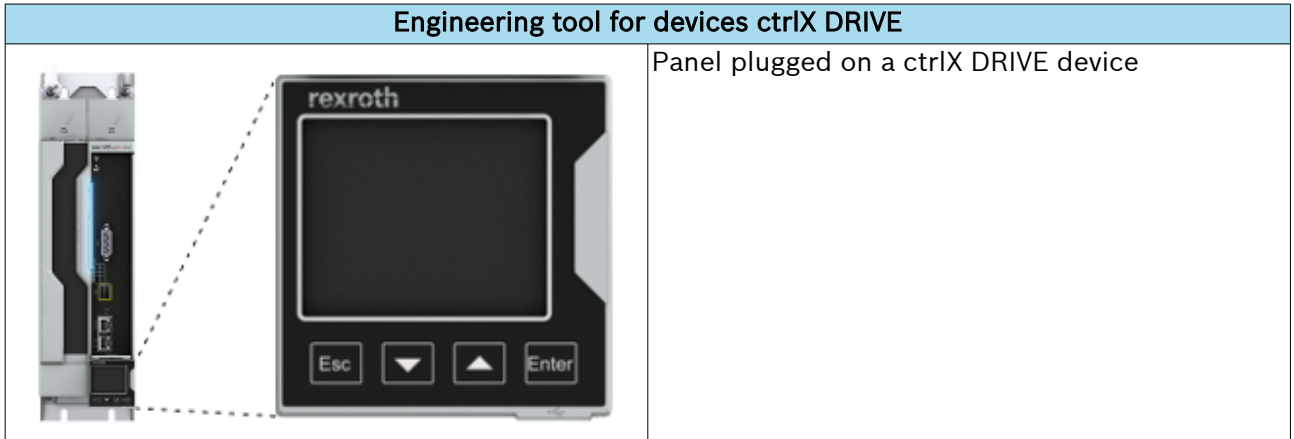 Engineering tool for devices ctrlX DRIVE
Panel plugged on a ctrlX DRIVE device
rexroth
Esc
Enter